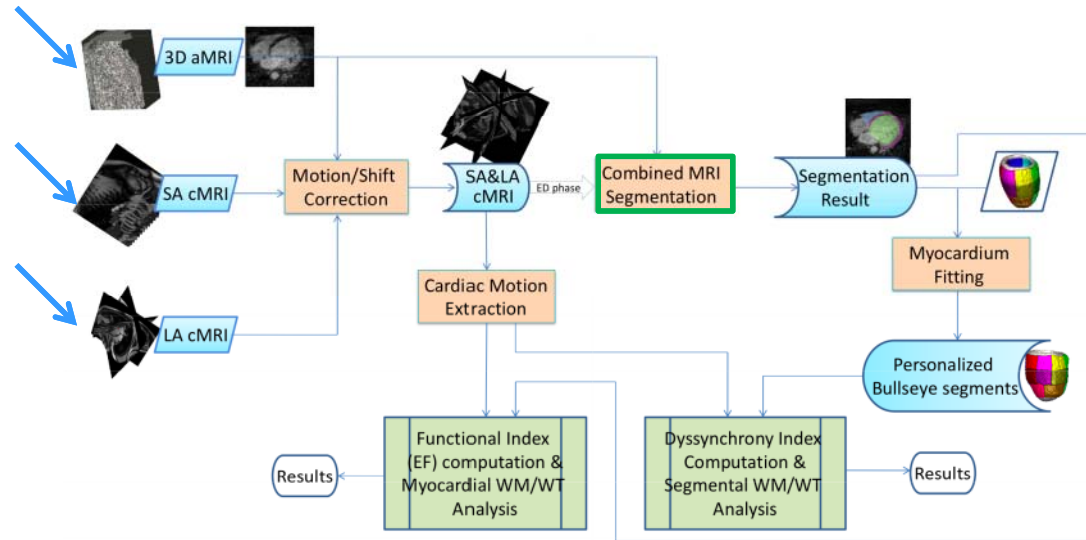 3D aMRI
SA cMRI
LA cMRI
Motion/Shift
Correction
SA&LA
cMRI
ED phase
Combined MRI
Segmentation
Segmentation
Result
Cardiac Motion
Extraction
Myocardium
Fitting
Personalized
Bullseye segments
Results
Functional Index
(EF) computation &
Myocardial WM/WT
Analysis
Dyssynchrony Index
Computation &
Segmental WM/WT
Analysis
Results